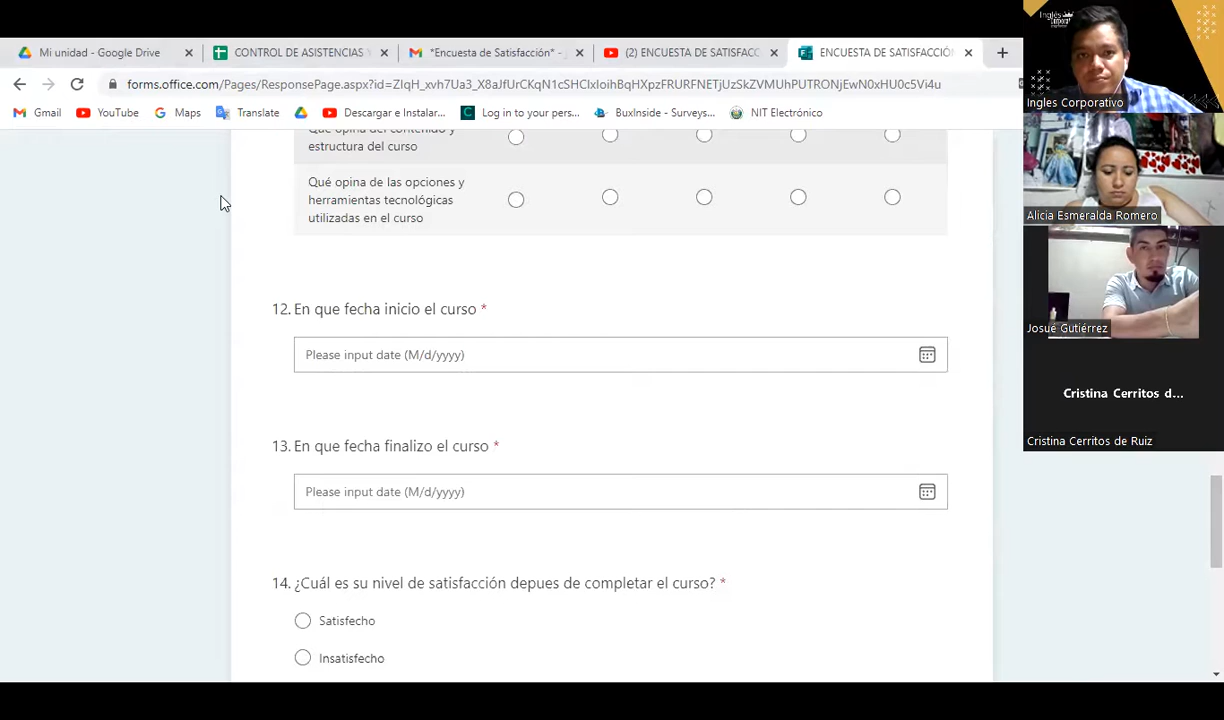 Mi unidad - Google Drive
CONTROL DE ASISTENCIAS
*Encuesta de Satisfacción* -
(2) ENCUESTA DE SATISFACC
ENCUESTA DE SATISFACCIÓN
forms.office.com/Pages/ResponsePage.aspx?id=ZIqH_xvh7Ua3_X8aJfUrCKqN1cSHCIxIoihBqHXpzFRURFNETjUzSkZVMUhPUTRONjEwN0xHU0c5Vi4u
Gmail
YouTube
Maps
Translate
Descargar e Instalar...
Log in to your pers...
BuxInside - Surveys...
NIT Electrónico
Qué opina del contenido y
estructura del curso
Qué opina de las opciones y
herramientas tecnológicas
utilizadas en el curso
12. En que fecha inicio el curso *
Please input date (M/d/yyyy)
13. En que fecha finalizo el curso *
Please input date (M/d/yyyy)
14. ¿Cuál es su nivel de satisfacción depues de completar el curso? *
Satisfecho
Insatisfecho
Inglés
Ingles Corporativo
Alicia Esmeralda Romero
Josué Gutiérrez
Cristina Cerritos d...
Cristina Cerritos de Ruiz